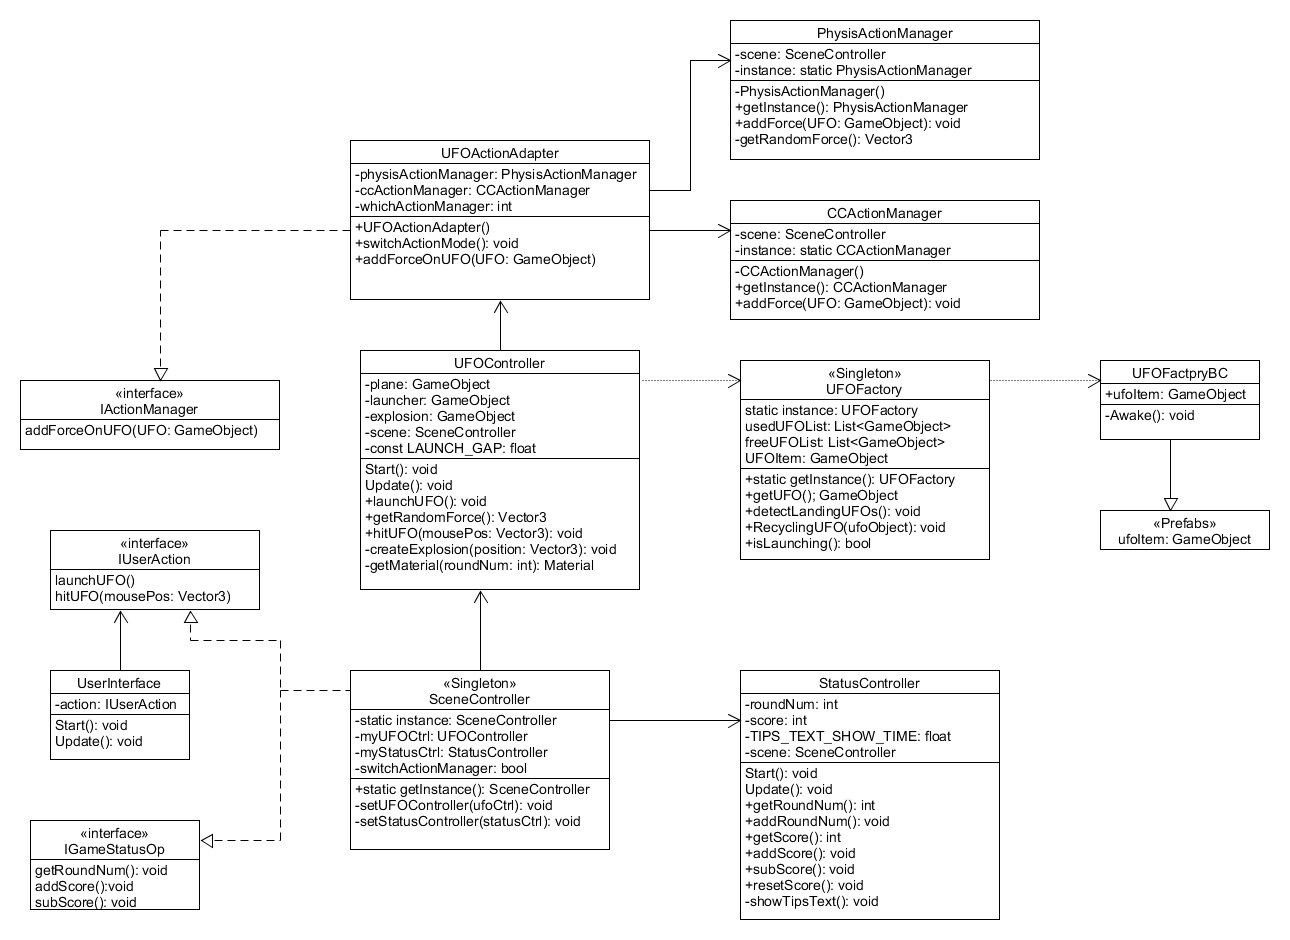 PhysisActionManager
-scene: SceneController
-instance: static PhysisActionManager
-PhysisActionManager()
+getInstance(): PhysisActionManager
+addForce(UFO: GameObject): void
-getRandomForce(): Vector3
UFOActionAdapter
-physisActionManager: PhysisActionManager
-ccActionManager: CCActionManager
-whichActionManager: int
+UFOActionAdapter()
+switchActionMode(): void
+addForceOnUFO(UFO: GameObject)
CCActionManager
-scene: SceneController
-instance: static CCActionManager
-CCActionManager()
+getInstance(): CCActionManager
+addForce(UFO: GameObject): void
«interface»
IActionManager
addForceOnUFO(UFO: GameObject)
UFOController
-plane: GameObject
-launcher: GameObject
-explosion: GameObject
-scene: SceneController
-const LAUNCH_GAP: float
Start(): void
Update(): void
+launchUFO(): void
+getRandomForce(): Vector3
+hitUFO(mousePos: Vector3): void
-createExplosion(position: Vector3): void
-getMaterial(roundNum: int): Material
«Singleton»
UFOFactory
static instance: UFOFactory
usedUFOList: List<GameObject>
freeUFOList: List<GameObject>
UFOItem: GameObject
+static getInstance(): UFOFactory
+getUFO(); GameObject
+detectLandingUFOs(): void
+RecyclingUFO(ufoObject): void
+isLaunching(): bool
UFOFactpryBC
+ufoItem: GameObject
-Awake(): void
«Prefabs»
ufoItem: GameObject
«interface»
IUserAction
launchUFO()
hitUFO(mousePos: Vector3)
UserInterface
-action: IUserAction
Start(): void
Update(): void
«Singleton»
SceneController
-static instance: SceneController
-myUFOCtrl: UFOController
-myStatusCtrl: StatusController
-switchActionManager: bool
+static getInstance(): SceneController
-setUFOController(ufoCtrl): void
-setStatusController(statusCtrl): void
StatusController
-roundNum: int
-score: int
-TIPS_TEXT_SHOW_TIME: float
-scene: SceneController
Start(): void
Update(): void
+getRoundNum(): int
+addRoundNum(): void
+getScore(): int
+addScore(): void
+subScore(): void
+resetScore(): void
-showTipsText(): void
«interface»
IGameStatusOp
getRoundNum(): void
addScore():void
subScore(): void